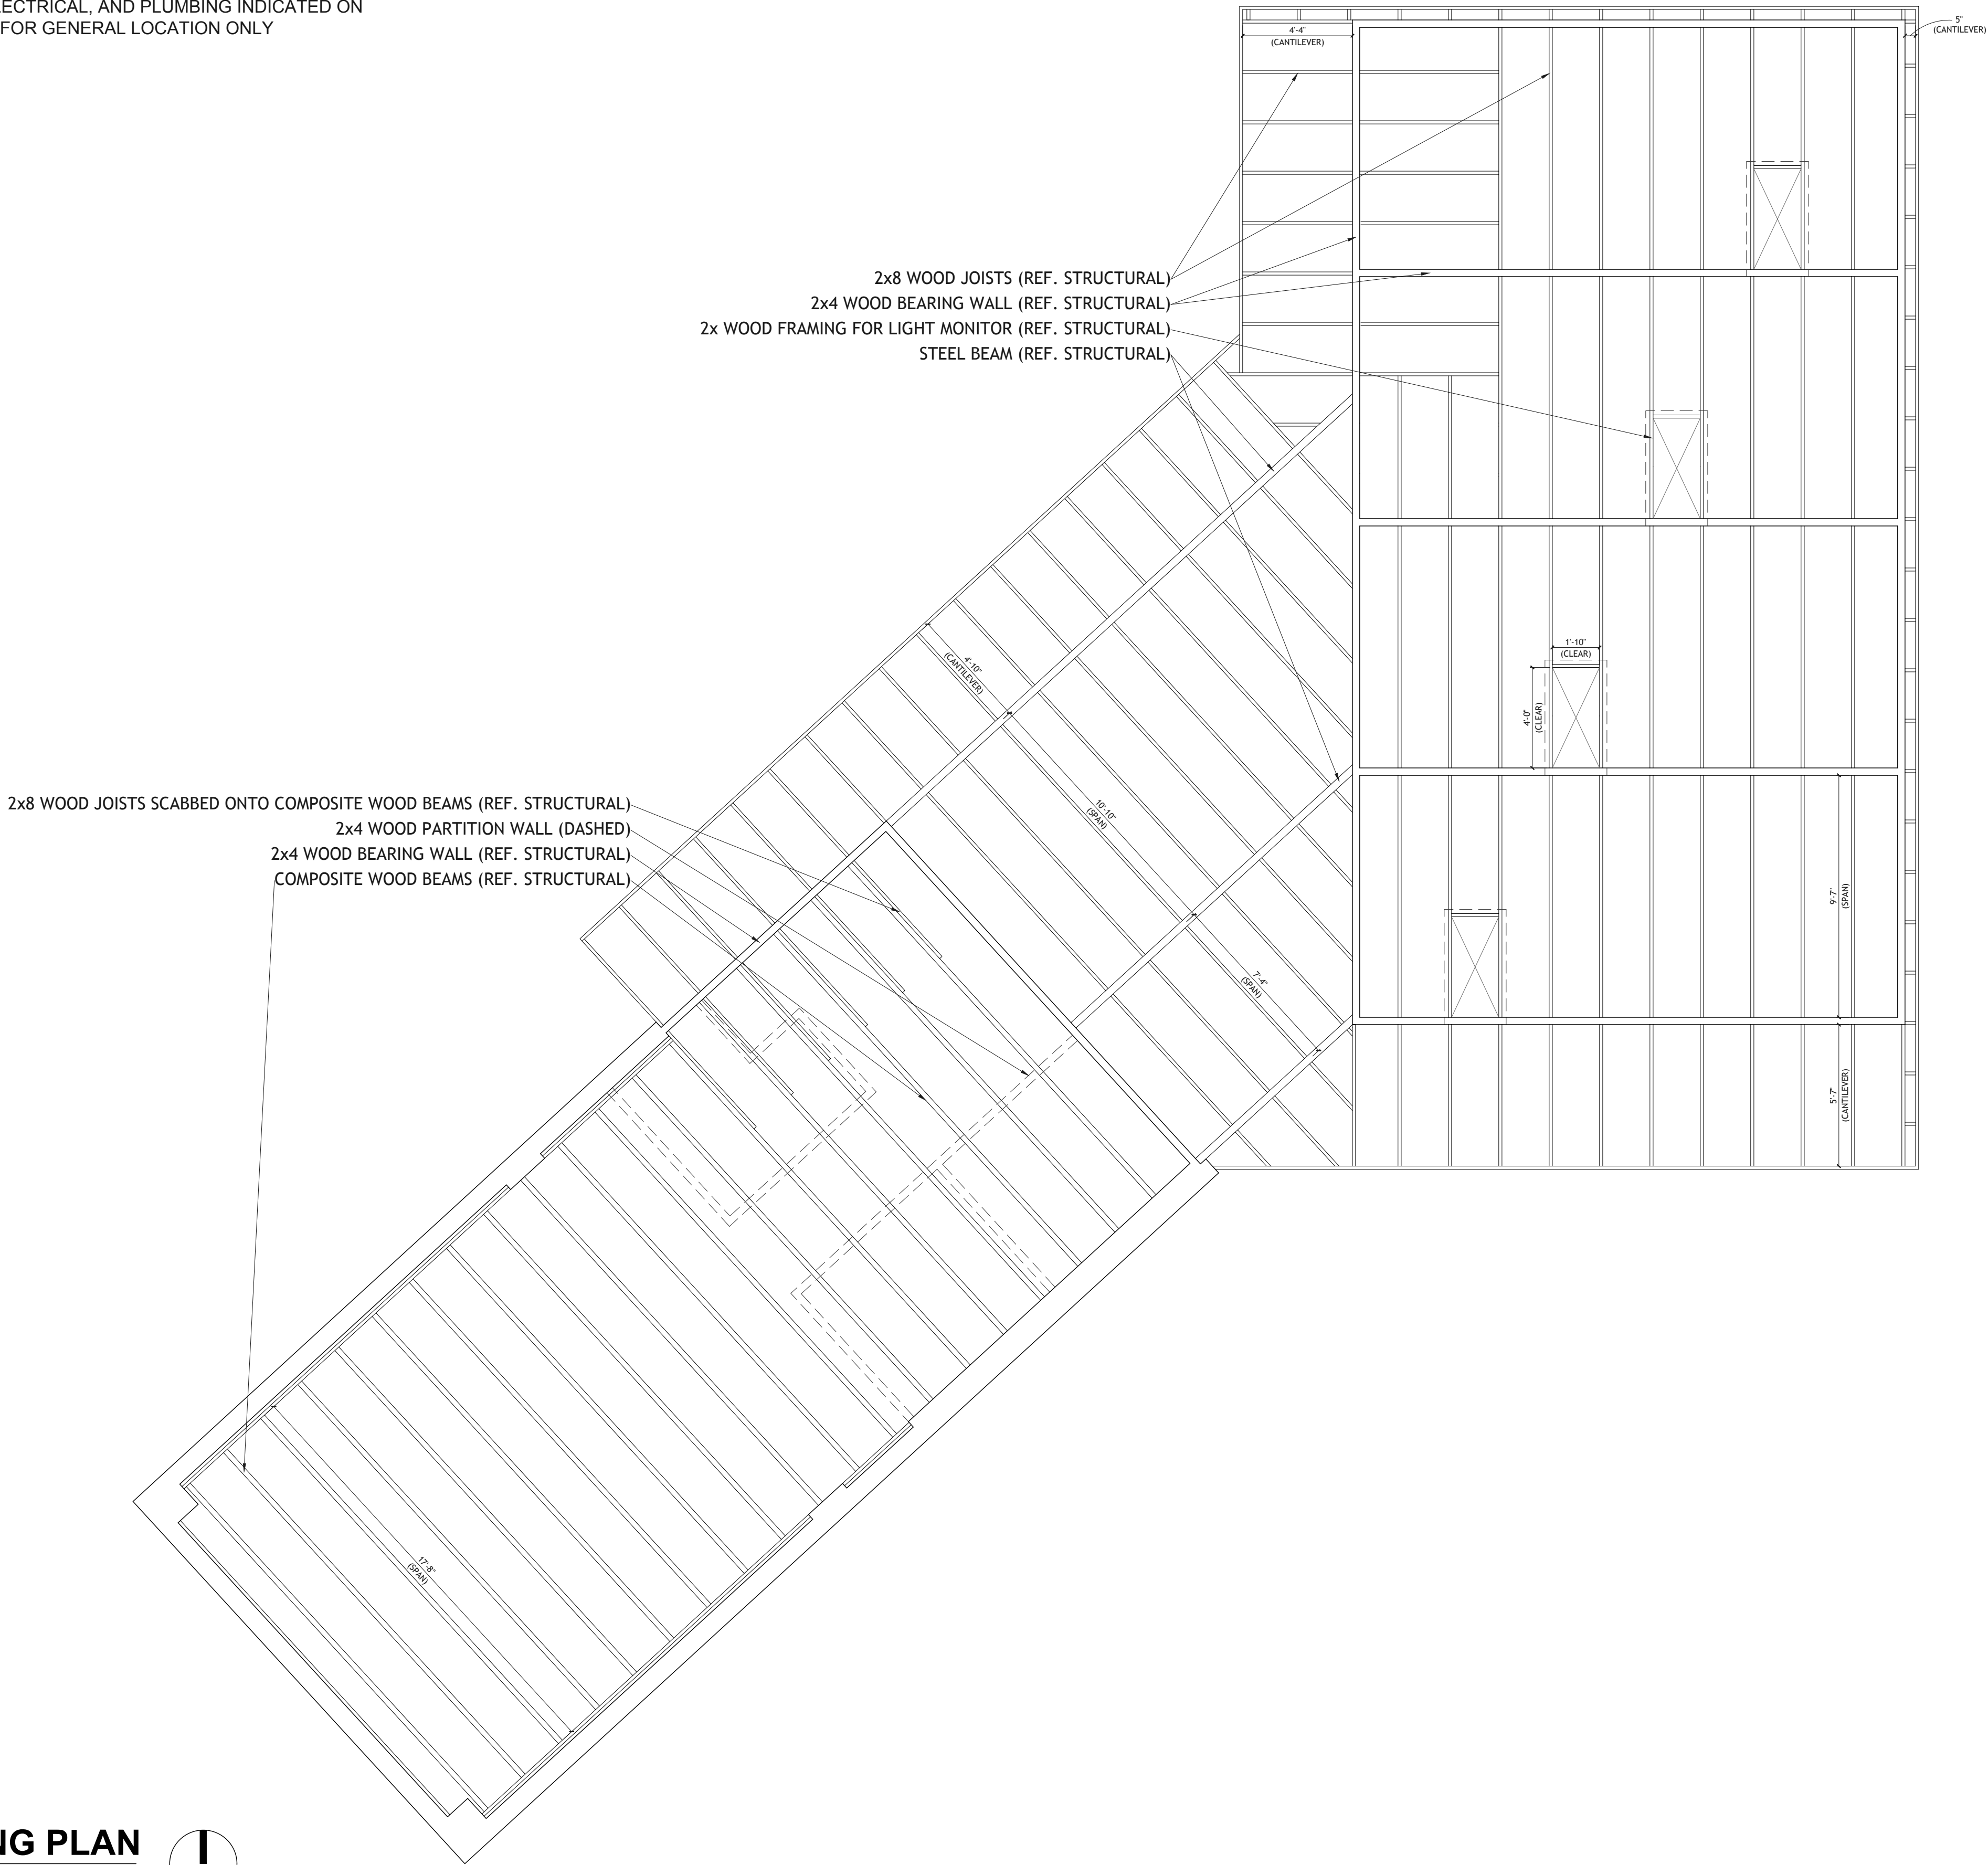 ECTRICAL, AND PLUMBING INDICATED ON
FOR GENERAL LOCATION ONLY
4'-4"
(CANTILEVER)
5"
(CANTILEVER)
2x8 WOOD JOISTS (REF. STRUCTURAL)
2x4 WOOD BEARING WALL (REF. STRUCTURAL)
2x WOOD FRAMING FOR LIGHT MONITOR (REF. STRUCTURAL)
STEEL BEAM (REF. STRUCTURAL)
4'-10"
(CANTILEVER)
1'-10"
(CLEAR)
4'-0"
(CLEAR)
10'-10"
(SPAN)
2x8 WOOD JOISTS SCABBED ONTO COMPOSITE WOOD BEAMS (REF. STRUCTURAL)
2x4 WOOD PARTITION WALL (DASHED)
2x4 WOOD BEARING WALL (REF. STRUCTURAL)
COMPOSITE WOOD BEAMS (REF. STRUCTURAL)
9'-7"
(SPAN)
7'-4"
(SPAN)
5'-7"
(CANTILEVER)
17'-8"
(SPAN)
NG PLAN